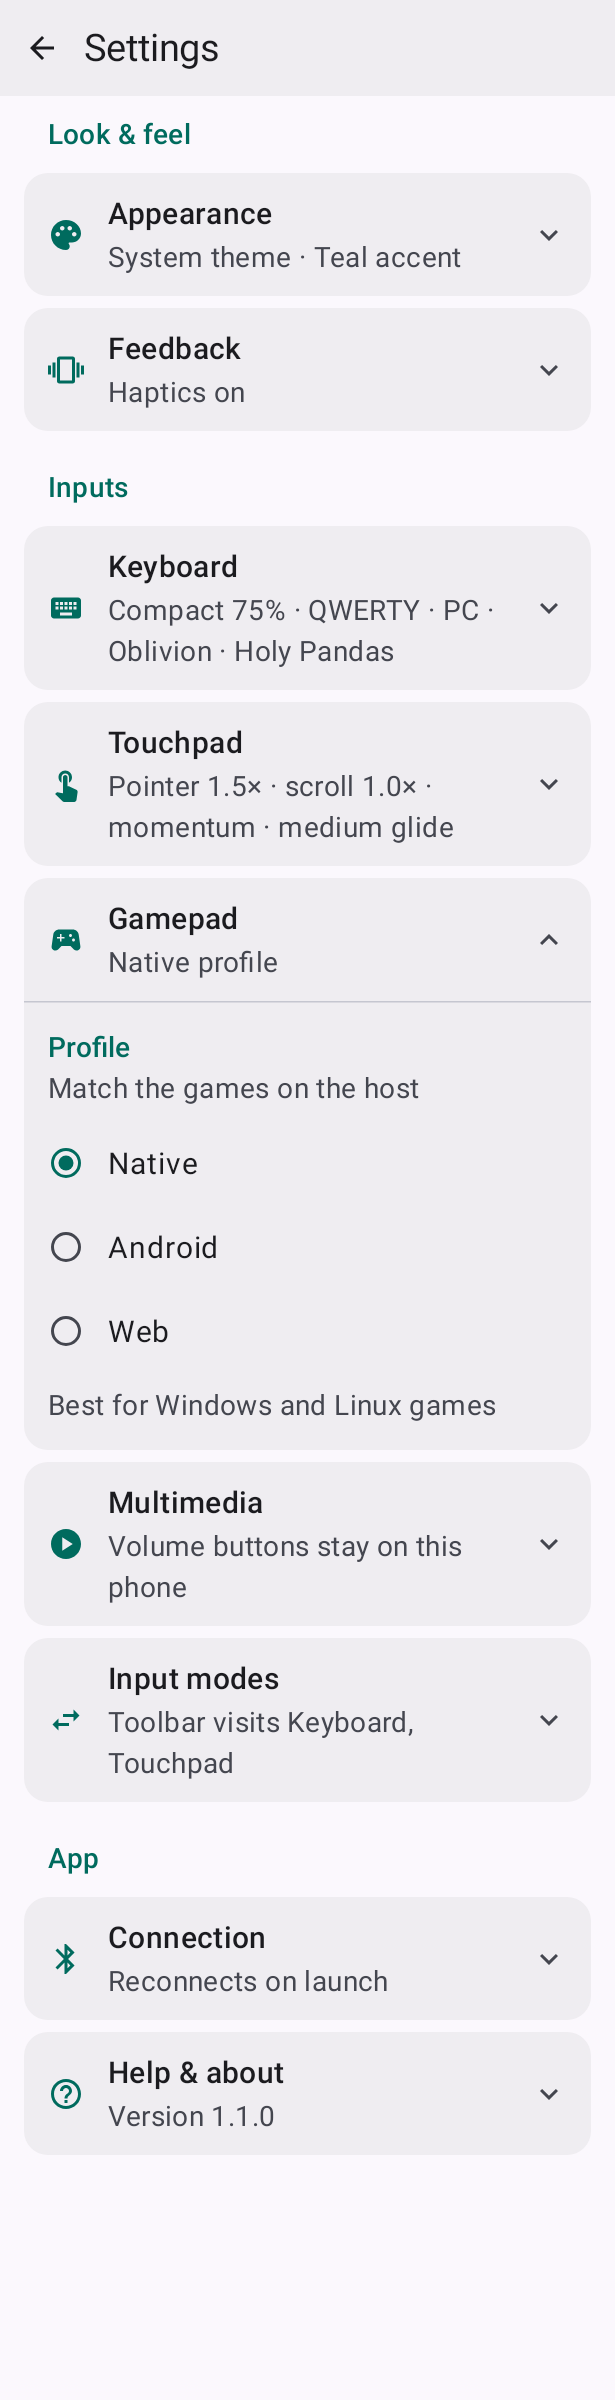 Settings
Look & feel
Appearance
System theme · Teal accent
Feedback
Haptics on
Inputs
Keyboard
Compact 75% · QWERTY · PC ·
Oblivion · Holy Pandas
Touchpad
Pointer 1.5× · scroll 1.0× ·
momentum · medium glide
Gamepad
Native profile
Profile
Match the games on the host
Native
Android
Web
Best for Windows and Linux games
Multimedia
Volume buttons stay on this
phone
Input modes
Toolbar visits Keyboard,
Touchpad
App
Connection
Reconnects on launch
Help & about
Version 1.1.0